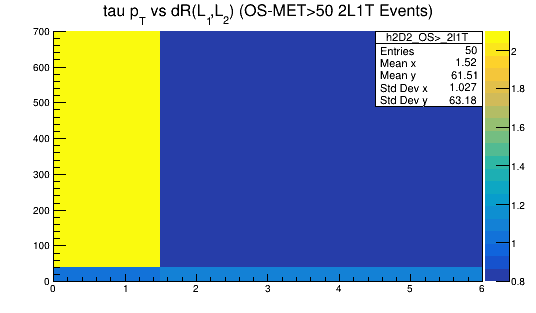 tau p_T vs dR(L_1,L_2) (OS-MET>50 2L1T Events)
h2D2_OS>_2l1T
Entries 50
Mean x 1.52
Mean y 61.51
Std Dev x 1.027
Std Dev y 63.18
700
600
500
400
300
200
100
0
0 1 2 3 4 5 6
2
1.8
1.6
1.4
1.2
1
0.8